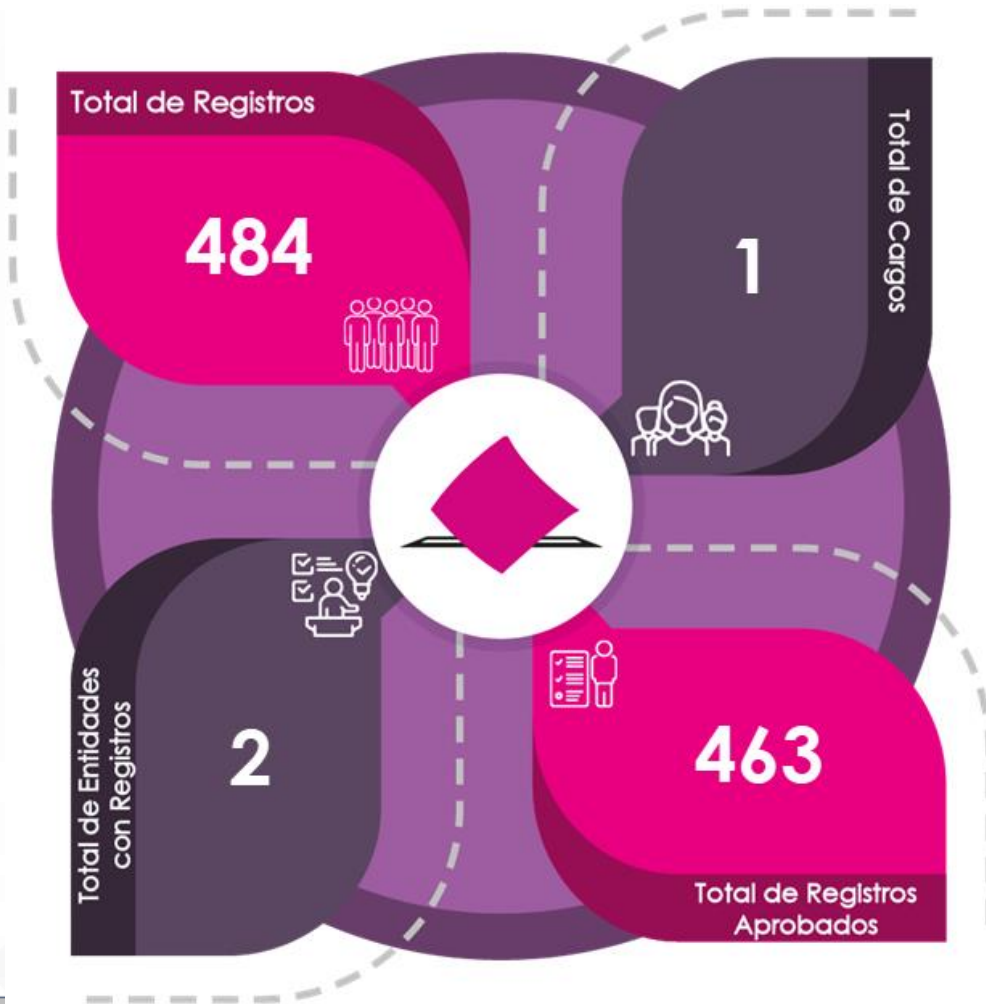 Total de Registros
484
Total de Cargos
1
Total de Entidades
con Registros
2
463
Total de Registros
Aprobados